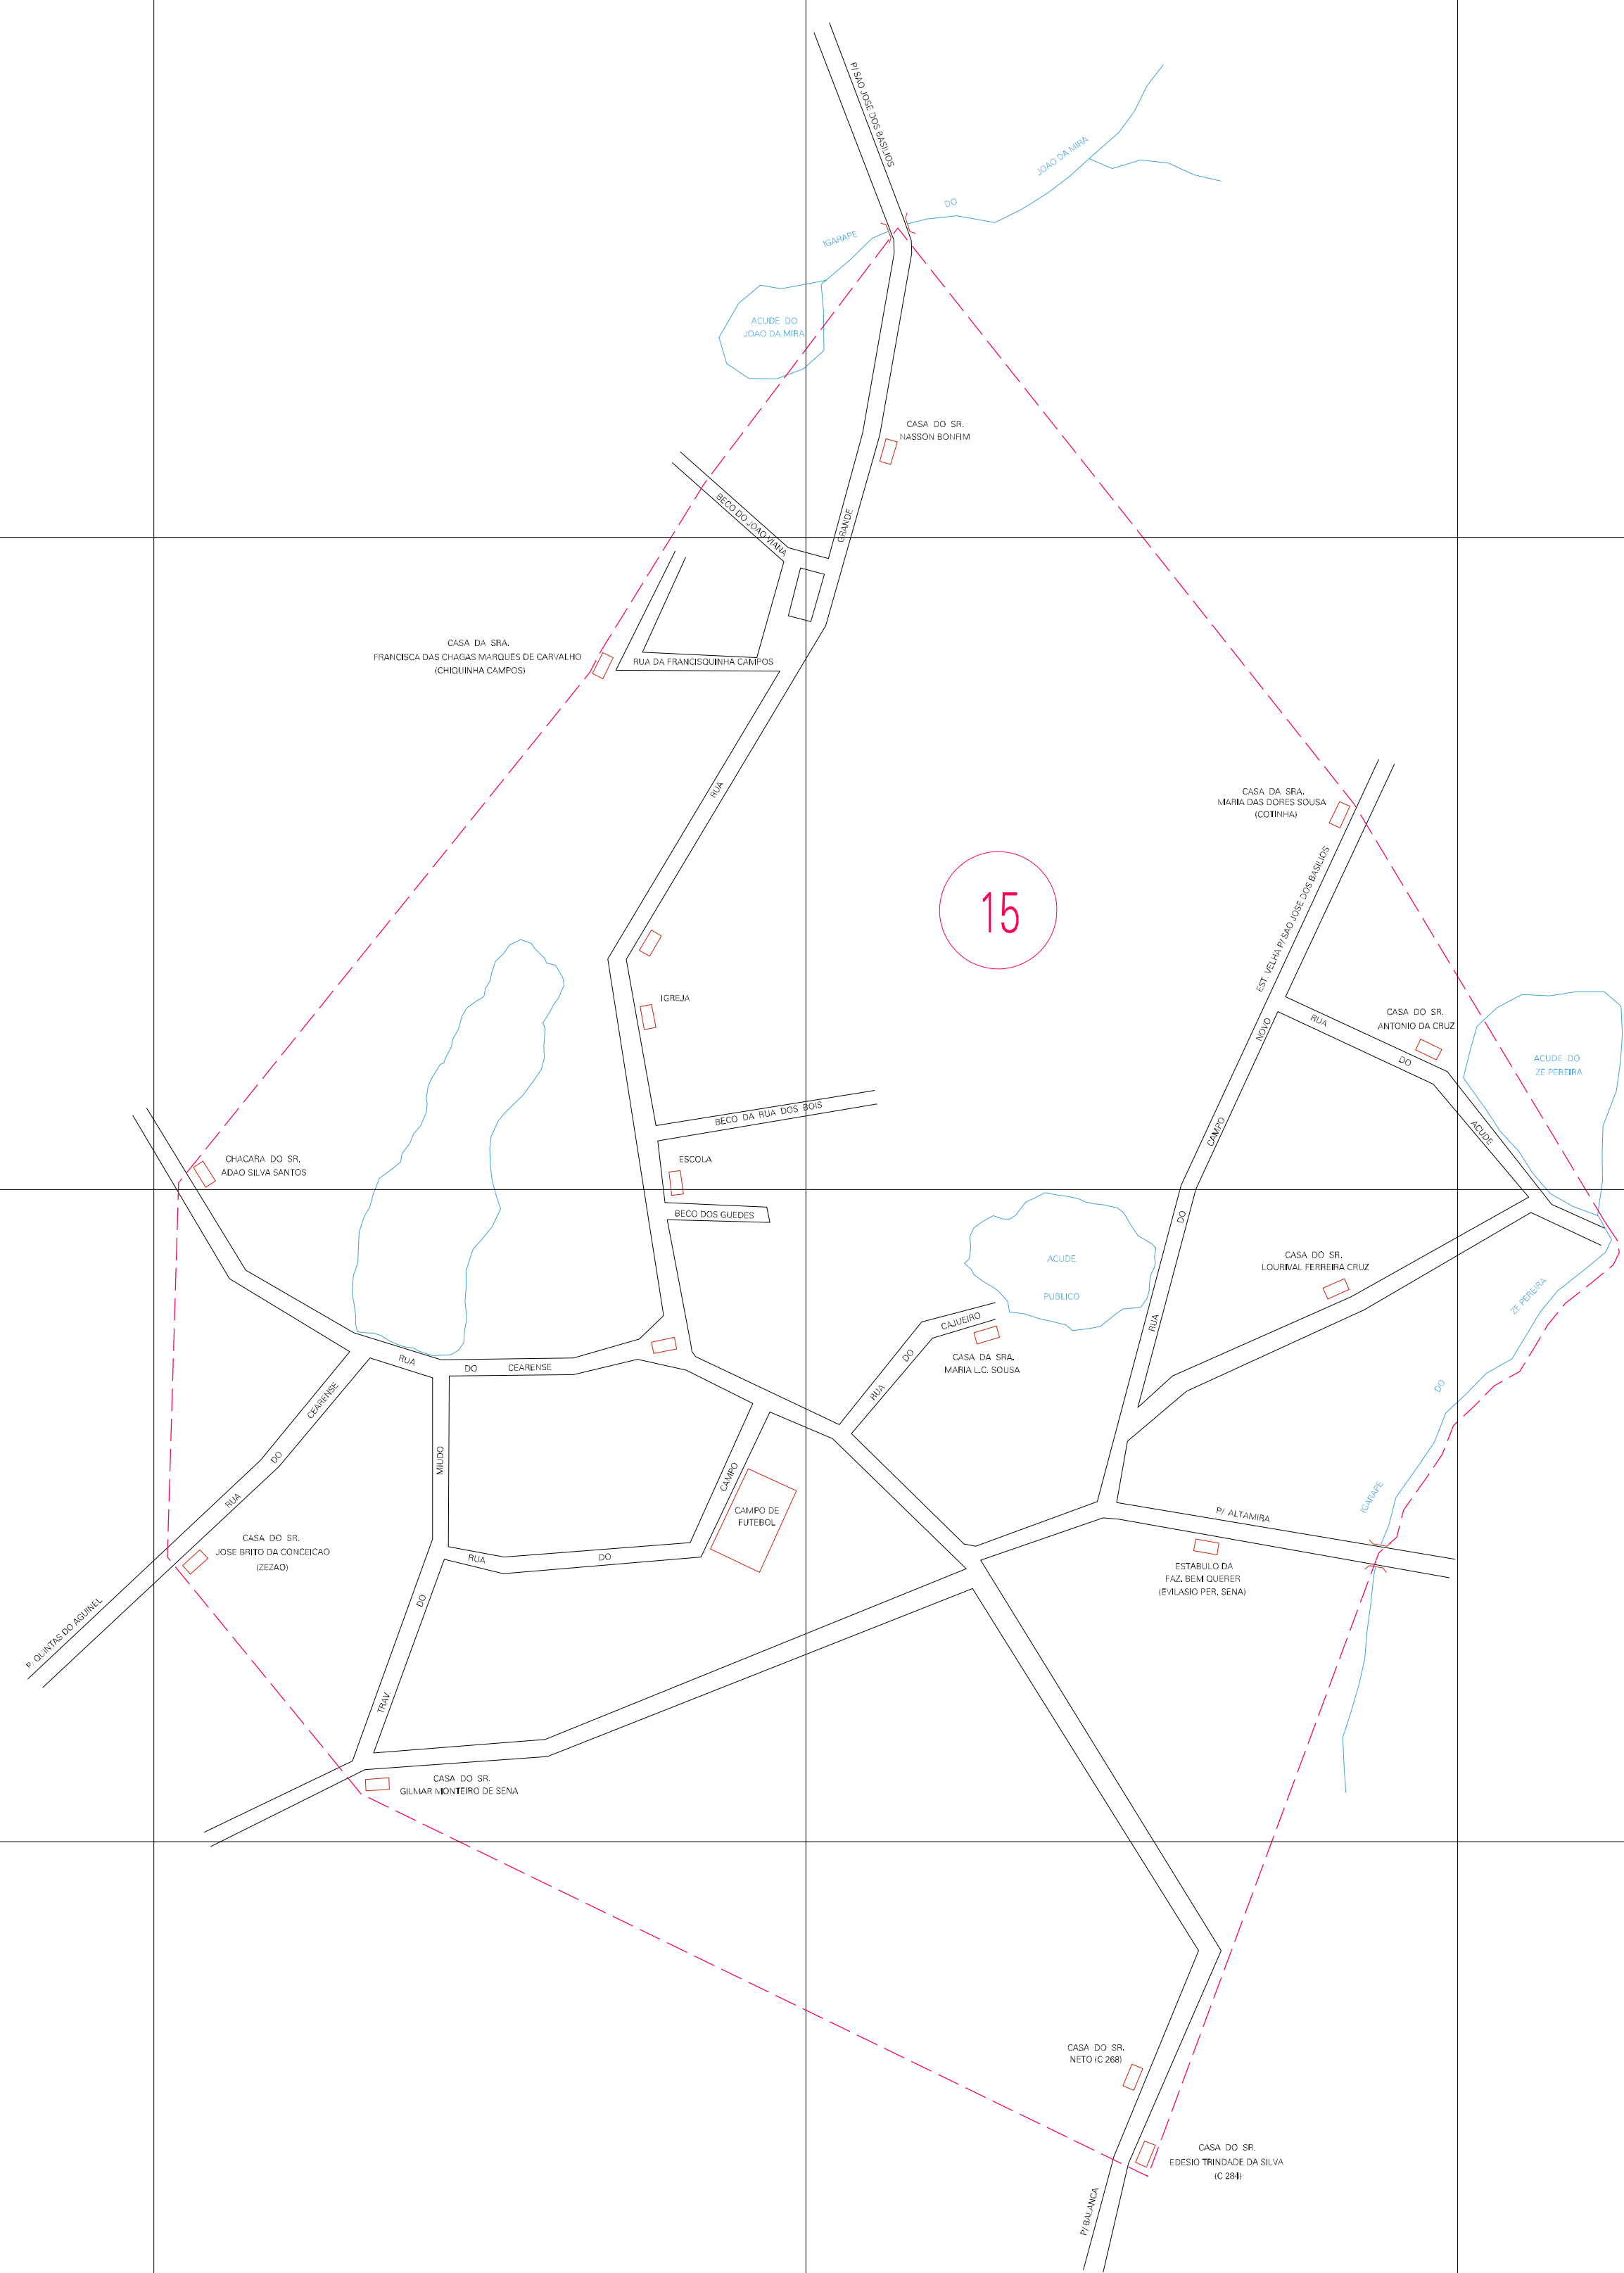 P/ SAO JOSE DOS BASILIOS
IGARAPE DO JOAO DA MIRA
ACUDE DO
JOAO DA MIRA
CASA DO SR.
NASSON BONFIM
BECO DO JOAO VIANA
RUA GRANDE
CASA DA SRA.
FRANCISCA DAS CHAGAS MARQUES DE CARVALHO
(CHIQUINHA CAMPOS)
RUA DA FRANCISQUINHA CAMPOS
CASA DA SRA.
MARIA DAS DORES SOUSA
(COTINHA)
15
EST. VELHA P/ SAO JOSE DOS BASILIOS
IGREJA
RUA DO CAMPO NOVO
RUA DO ACUDE
CASA DO SR.
ANTONIO DA CRUZ
ACUDE DO
ZE PEREIRA
BECO DA RUA DOS BOIS
CHACARA DO SR.
ADAO SILVA SANTOS
ESCOLA
BECO DOS GUEDES
ACUDE
PUBLICO
CASA DO SR.
LOURIVAL FERREIRA CRUZ
IGARAPE DO ZE PEREIRA
RUA DO CAJUEIRO
CASA DA SRA.
MARIA L.C. SOUSA
RUA DO CEARENSE
RUA DO CEARENSE
TRAV. DO MIUDO
RUA DO CAMPO
CAMPO DE
FUTEBOL
P/ ALTAMIRA
CASA DO SR.
JOSE BRITO DA CONCEICAO
(ZEZAO)
ESTABULO DA
FAZ. BEM QUERER
(EVILASIO PER. SENA)
P. QUINTAS DO AGUINEL
CASA DO SR.
GILMAR MONTEIRO DE SENA
CASA DO SR.
NETO (C 268)
CASA DO SR.
EDESIO TRINDADE DA SILVA
(C 284)
P/ BALANCA